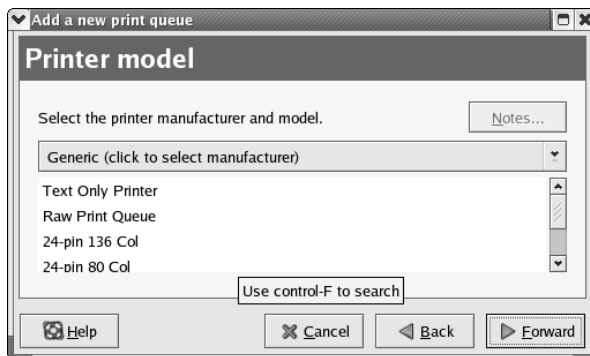 Add a new print queue
Printer model
Select the printer manufacturer and model.
Notes...
Generic (click to select manufacturer)
Text Only Printer
Raw Print Queue
24-pin 136 Col
24-pin 80 Col
Use control-F to search
Help
Cancel
Back
Forward